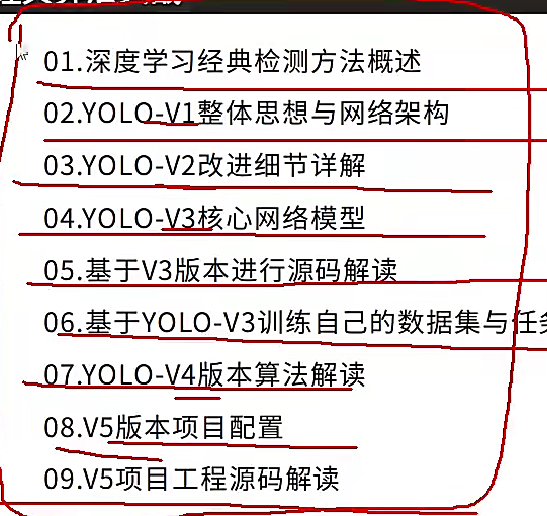 01.深度学习经典检测方法概述
02.YOLO-V1整体思想与网络架构
03.YOLO-V2改进细节详解
04.YOLO-V3核心网络模型
05.基于V3版本进行源码解读
06.基于YOLO-V3训练自己的数据集与任务
07.YOLO-V4版本算法解读
08.V5版本项目配置
09.V5项目工程源码解读